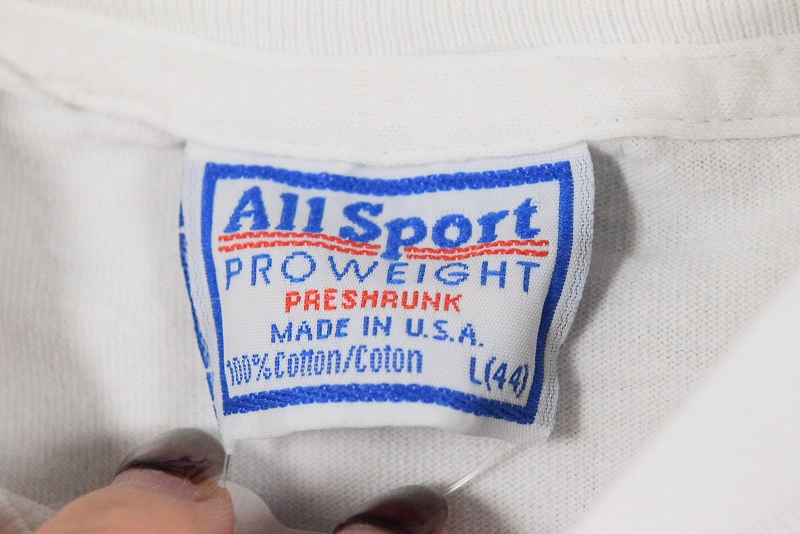 All Sport
PROWEIGHT
PRESHRUNK
MADE IN U.S.A.
100% Cotton/Coton L(44)